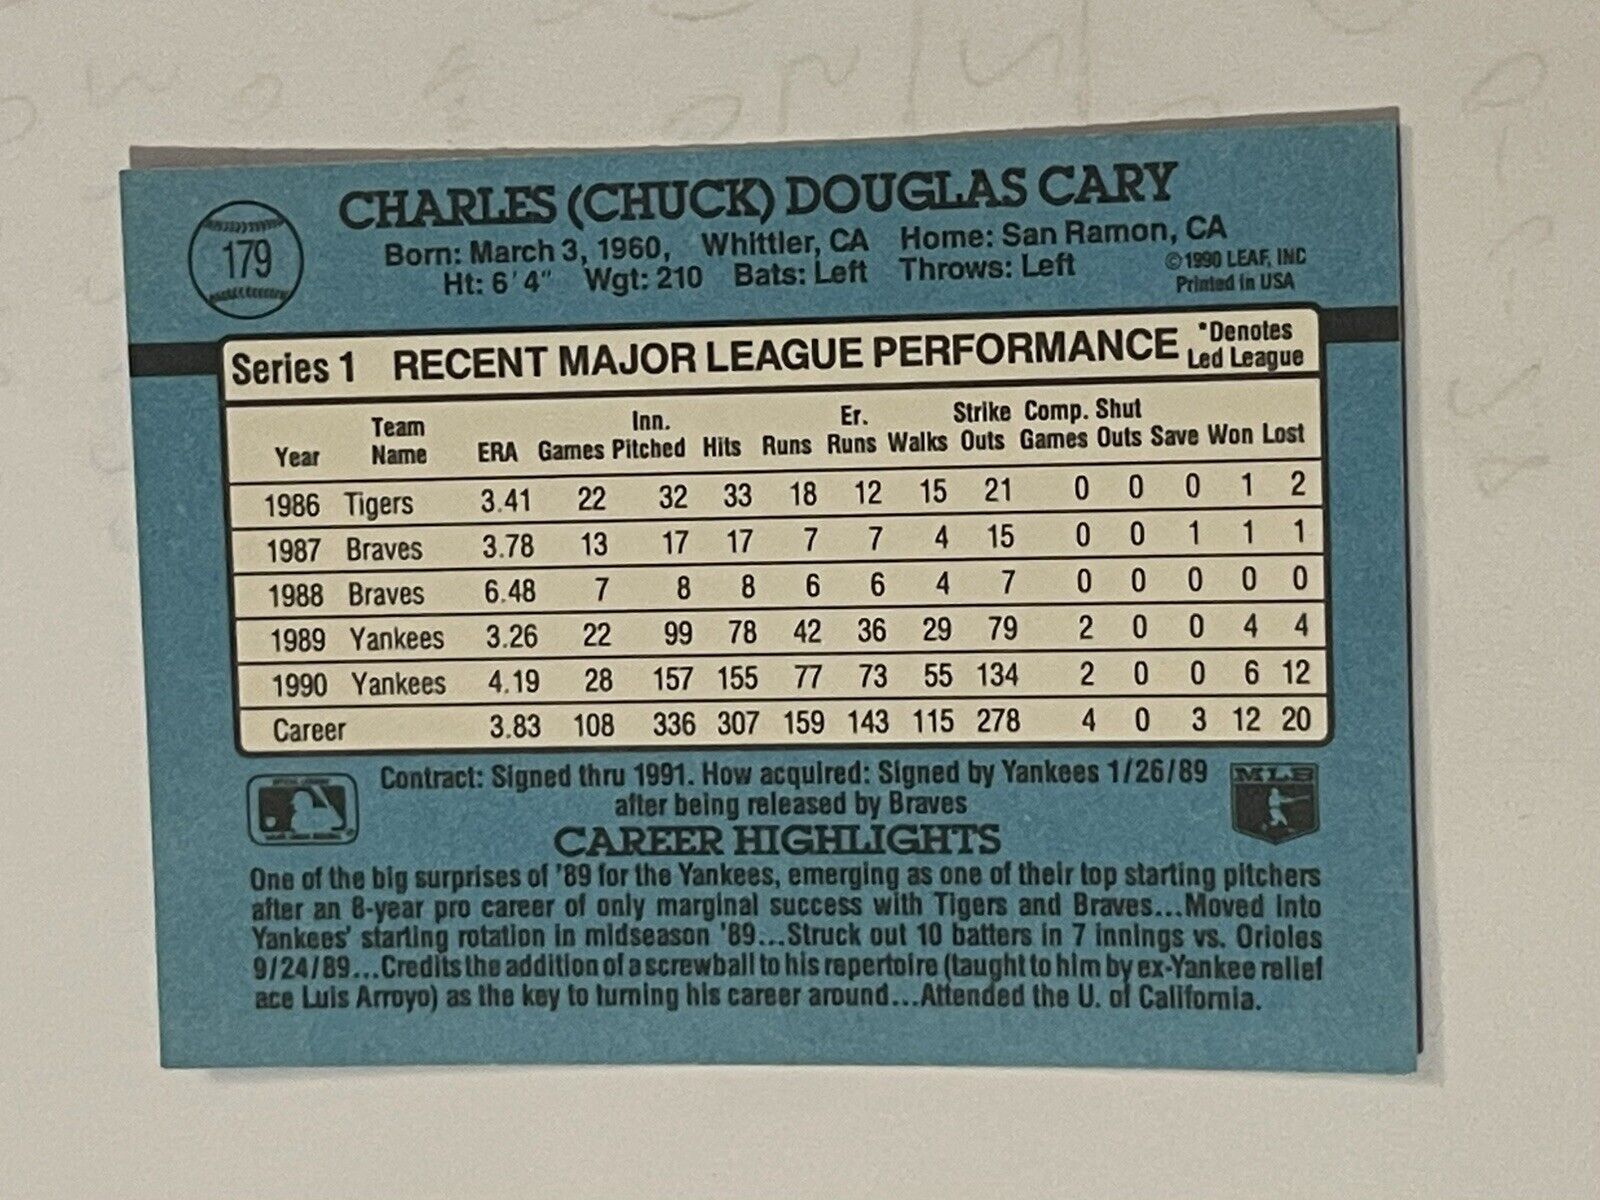 CHARLES (CHUCK) DOUGLAS CARY
179
Born: March 3, 1960, Whittler, CA Home: San Ramon, CA
Ht: 6' 4" Wgt: 210 Bats: Left Throws: Left
©1990 LEAF, INC
Printed in USA
Series 1 RECENT MAJOR LEAGUE PERFORMANCE *Denotes Led League
Year Team Name ERA Games Inn. Pitched Hits Runs Er. Runs Walks Strike Outs Comp. Games Shut Outs Save Won Lost
1986 Tigers 3.41 22 32 33 18 12 15 21 0 0 0 1 2
1987 Braves 3.78 13 17 17 7 7 4 15 0 0 1 1 1
1988 Braves 6.48 7 8 8 6 6 4 7 0 0 0 0 0
1989 Yankees 3.26 22 99 78 42 36 29 79 2 0 0 4 4
1990 Yankees 4.19 28 157 155 77 73 55 134 2 0 0 6 12
Career 3.83 108 336 307 159 143 115 278 4 0 3 12 20
Contract: Signed thru 1991. How acquired: Signed by Yankees 1/26/89
after being released by Braves
MLB
CAREER HIGHLIGHTS
One of the big surprises of '89 for the Yankees, emerging as one of their top starting pitchers
after an 8-year pro career of only marginal success with Tigers and Braves...Moved into
Yankees' starting rotation in midseason '89...Struck out 10 batters in 7 innings vs. Orioles
9/24/89...Credits the addition of a screwball to his repertoire (taught to him by ex-Yankee relief
ace Luis Arroyo) as the key to turning his career around...Attended the U. of California.